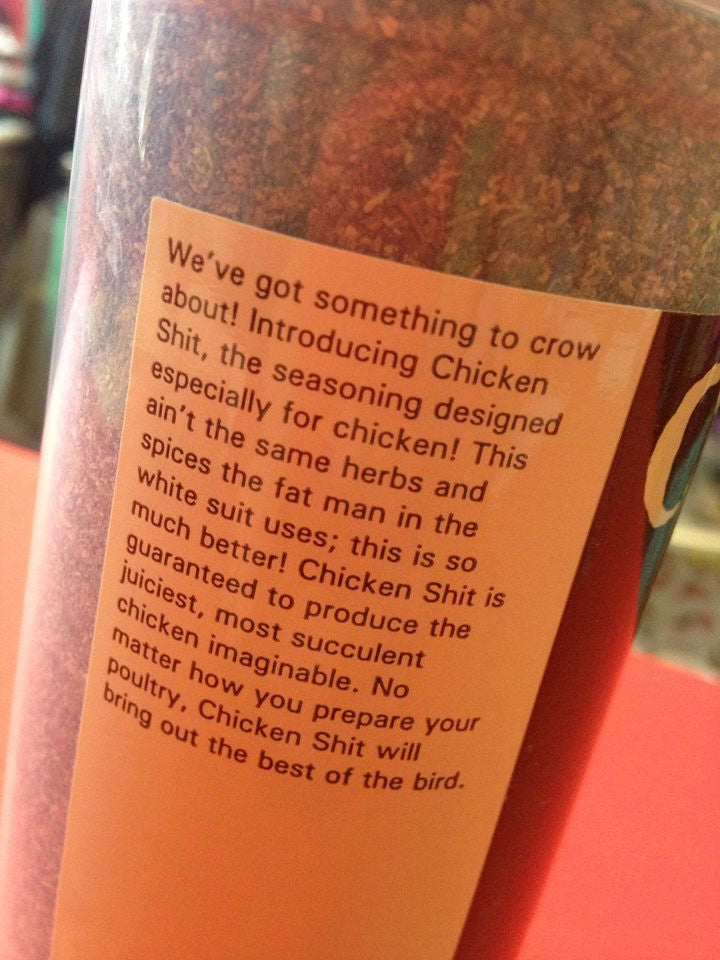 We've got something to crow
about! Introducing Chicken
Shit, the seasoning designed
especially for chicken! This
ain't the same herbs and
spices the fat man in the
white suit uses; this is so
much better! Chicken Shit is
guaranteed to produce the
juiciest, most succulent
chicken imaginable. No
matter how you prepare your
poultry, Chicken Shit will
bring out the best of the bird.